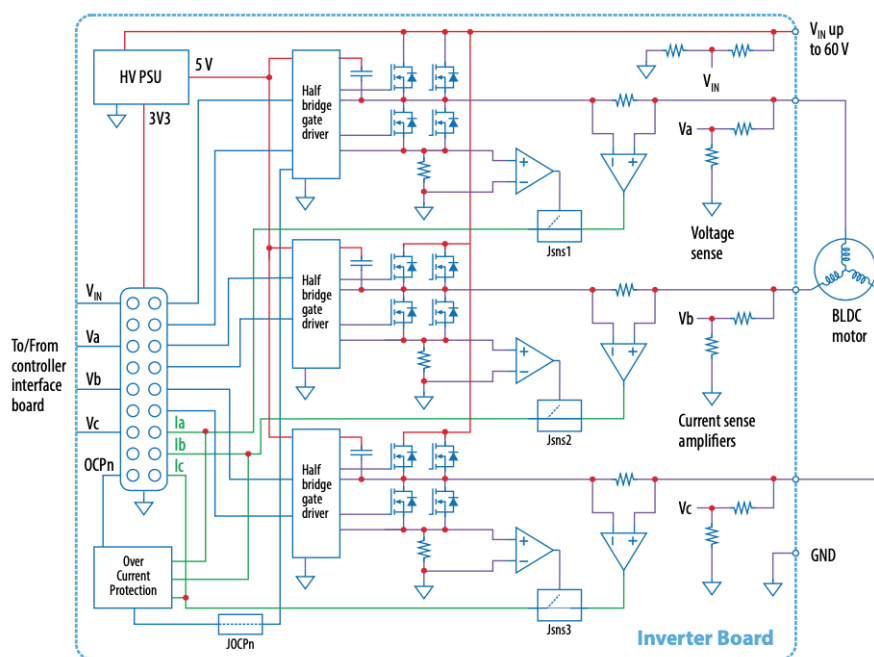 V_IN up
to 60 V
HV PSU
5 V
3V3
Half
bridge
gate
driver
V_IN
Va
+
−
Jsns1
− +
Voltage
sense
BLDC
motor
Half
bridge
gate
driver
V_IN
Va
Vb
Vc
OCPn
To/From
controller
interface
board
Ia
Ib
Ic
Vb
+
−
Jsns2
− +
Current sense
amplifiers
Half
bridge
gate
driver
Vc
+
−
Jsns3
− +
GND
Over
Current
Protection
JOCPn
Inverter Board